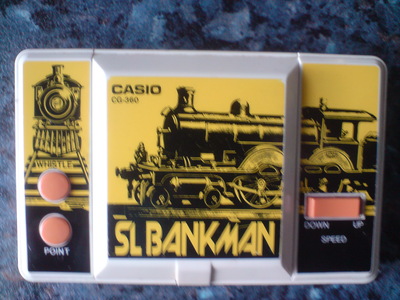 CASIO
CG-360
WHISTLE
POINT
SL BANKMAN
DOWN UP
SPEED